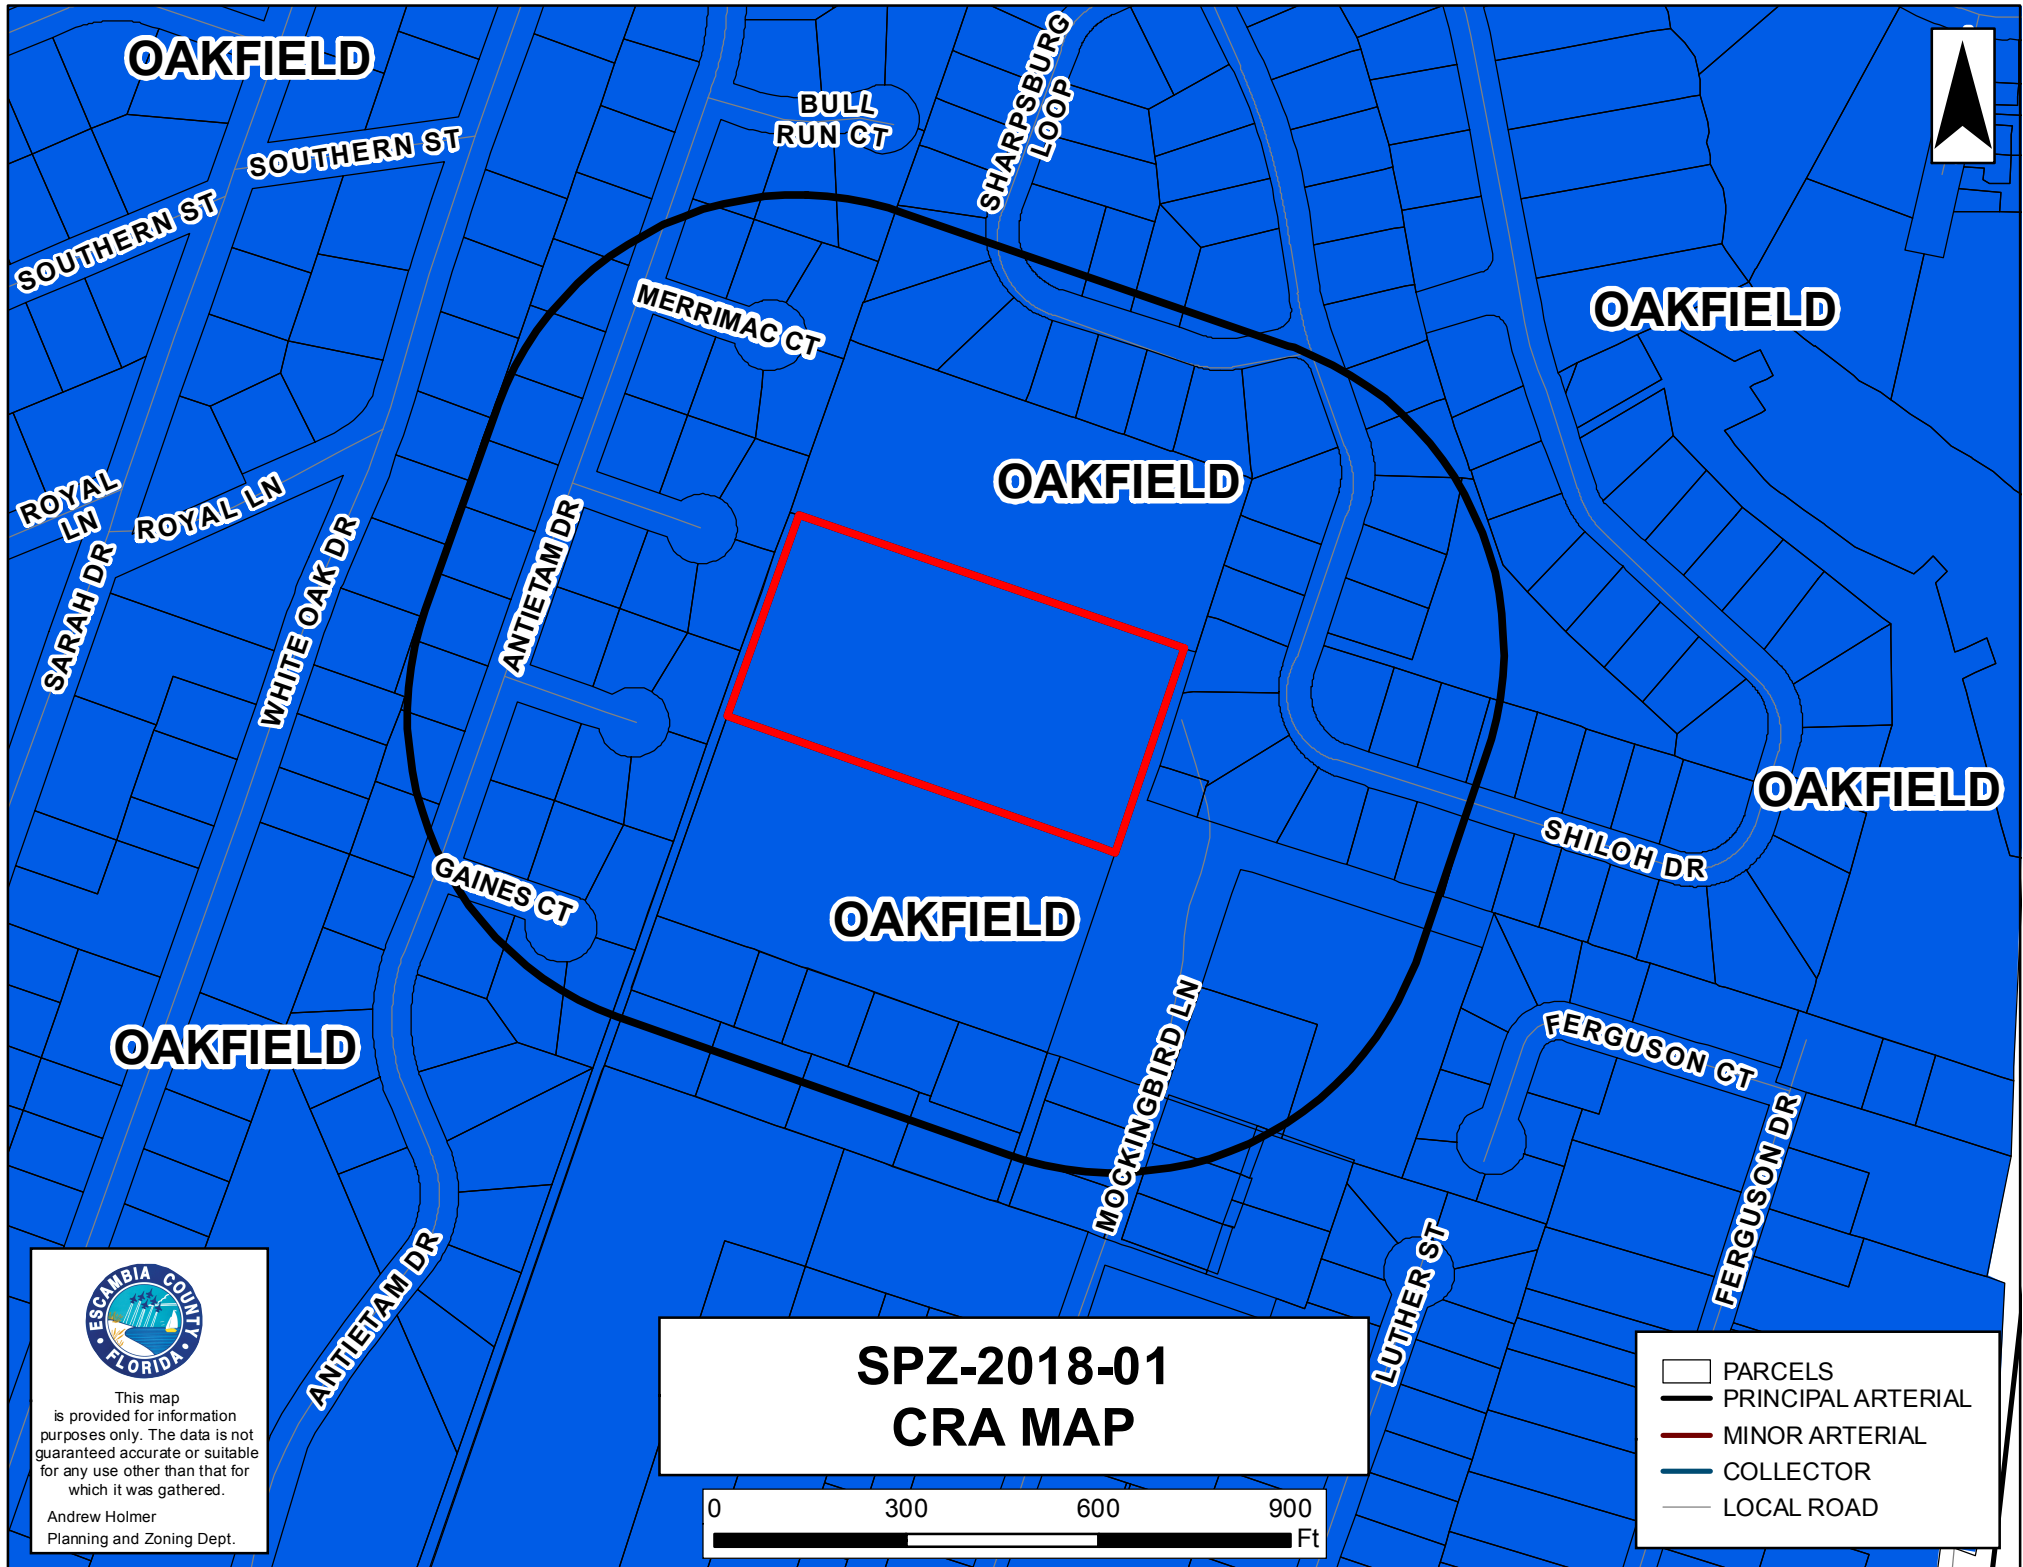 OAKFIELD
BULL
RUN CT
SHARPSBURG
LOOP
SOUTHERN ST
SOUTHERN ST
MERRIMAC CT
OAKFIELD
OAKFIELD
ROYAL
LN
ROYAL LN
SARAH DR
WHITE OAK DR
ANTIETAM DR
OAKFIELD
SHILOH DR
GAINES CT
OAKFIELD
OAKFIELD
MOCKINGBIRD LN
FERGUSON CT
FERGUSON DR
LUTHER ST
ANTIETAM DR
ESCAMBIA COUNTY
FLORIDA
This map
is provided for information
purposes only. The data is not
guaranteed accurate or suitable
for any use other than that for
which it was gathered.
Andrew Holmer
Planning and Zoning Dept.
SPZ-2018-01
CRA MAP
0 300 600 900
Ft
PARCELS
PRINCIPAL ARTERIAL
MINOR ARTERIAL
COLLECTOR
LOCAL ROAD